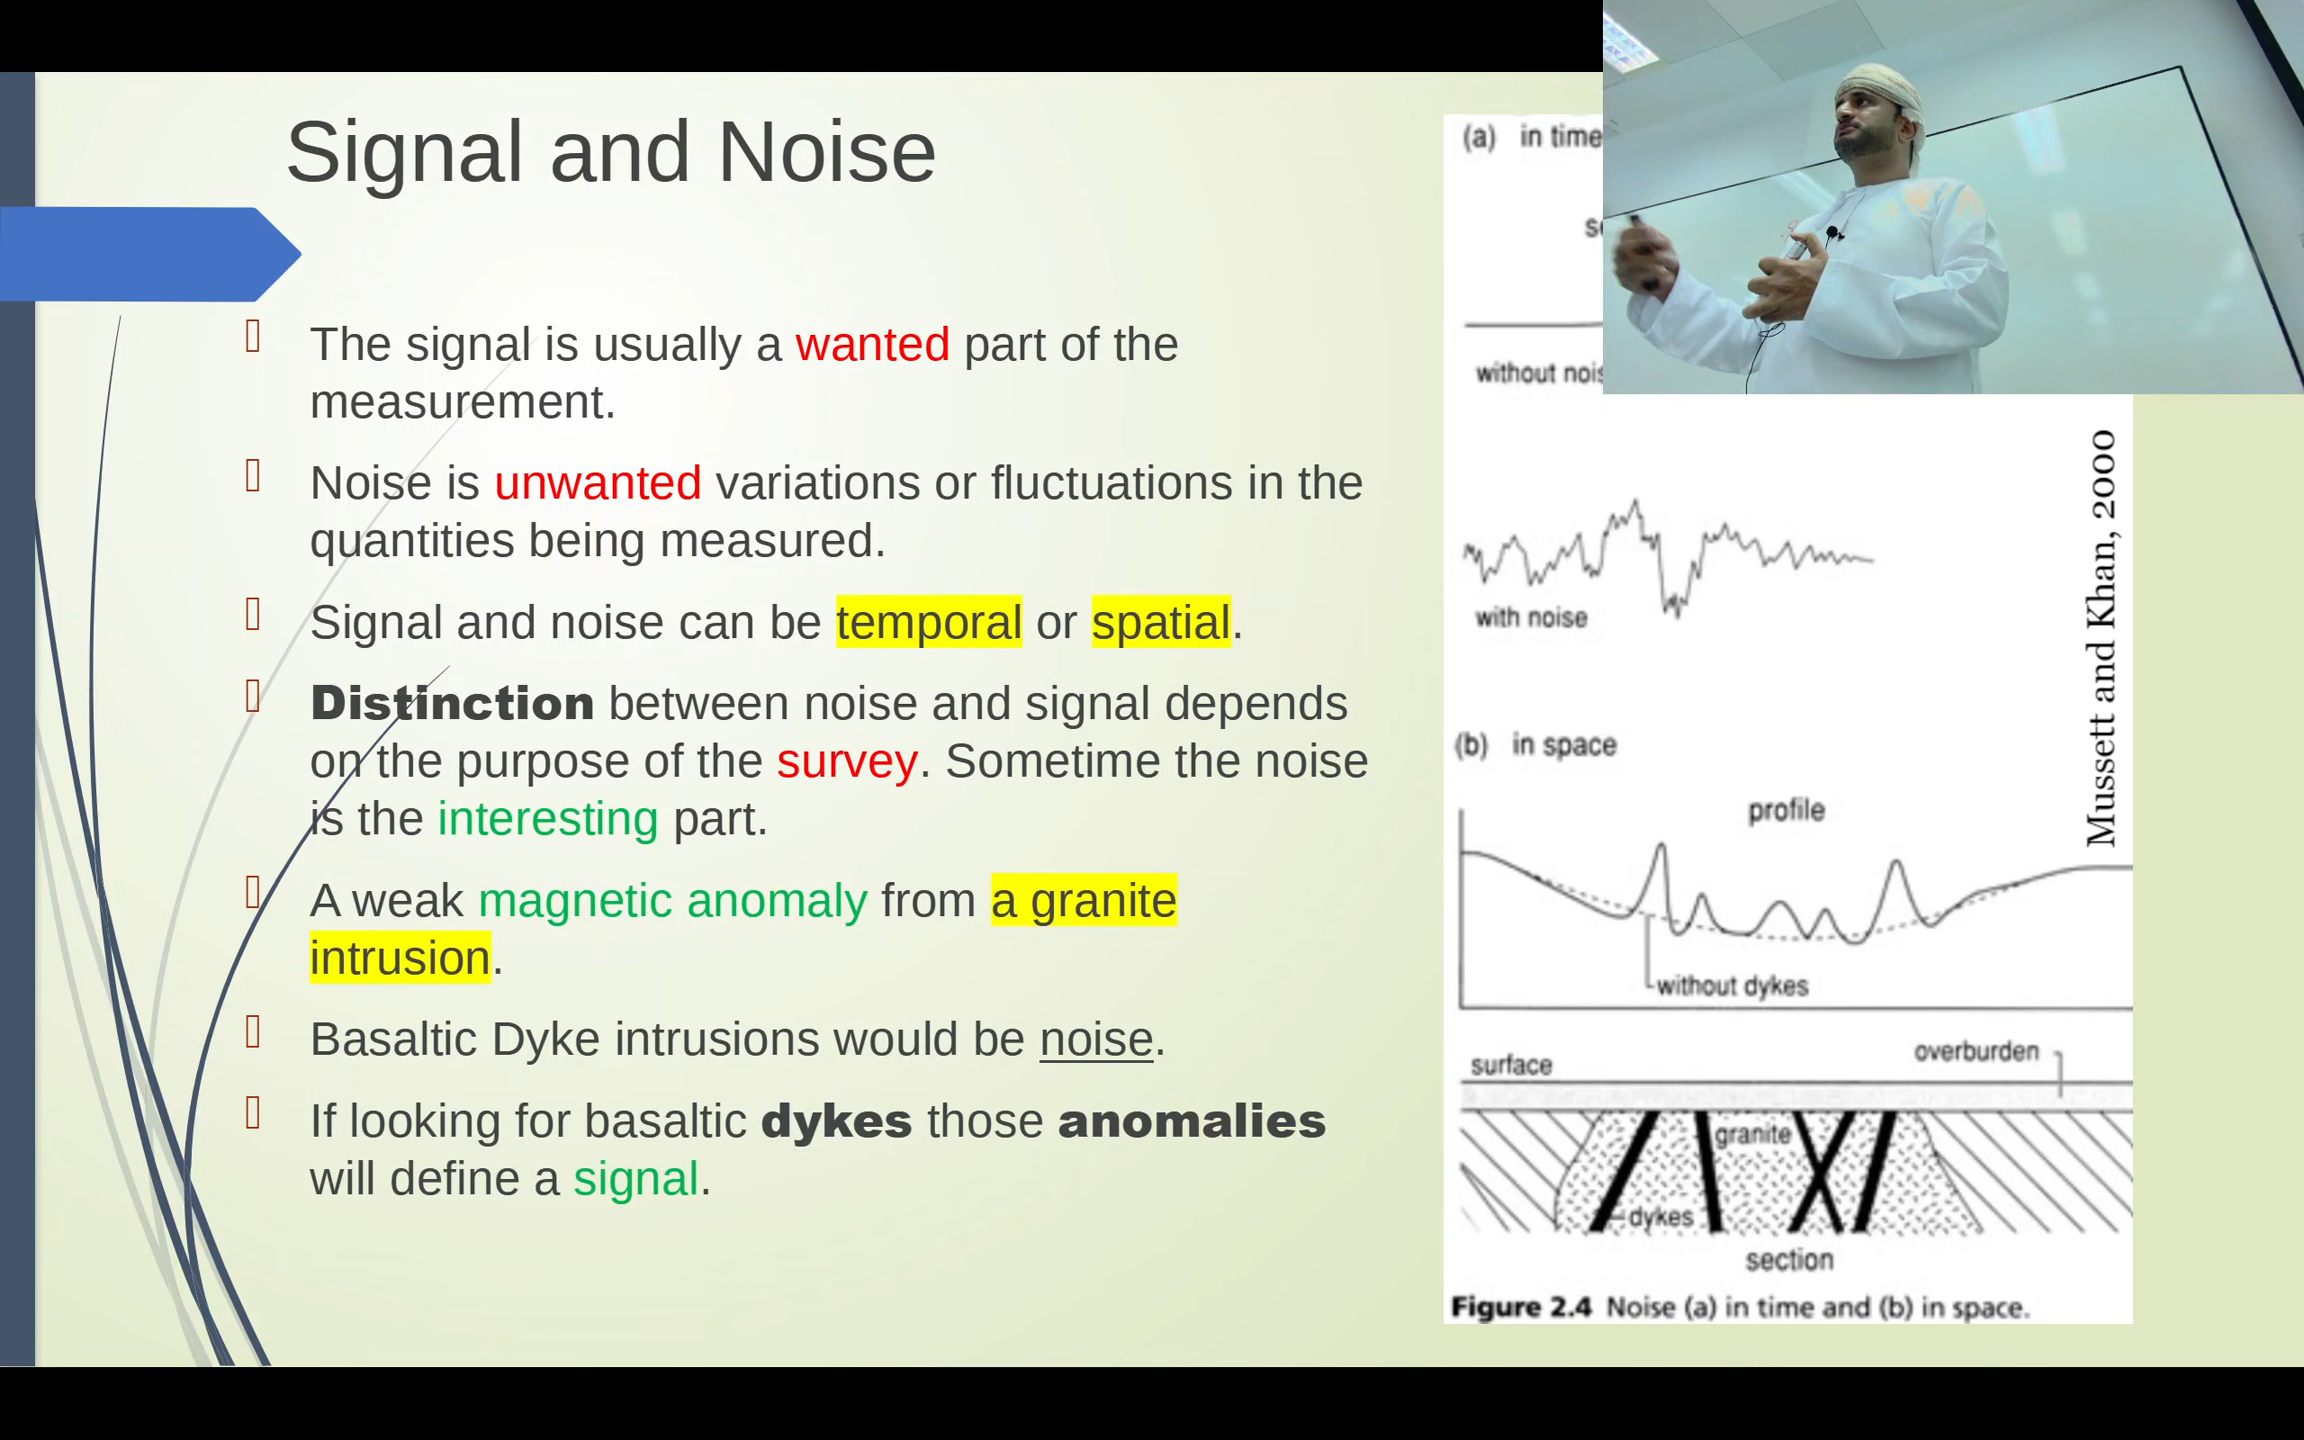 Signal and Noise
The signal is usually a wanted part of the
measurement.
Noise is unwanted variations or fluctuations in the
quantities being measured.
Signal and noise can be temporal or spatial.
Distinction between noise and signal depends
on the purpose of the survey. Sometime the noise
is the interesting part.
A weak magnetic anomaly from a granite
intrusion.
Basaltic Dyke intrusions would be noise.
If looking for basaltic dykes those anomalies
will define a signal.
(a) in time
without
with noise
(b) in space
profile
without dykes
surface
overburden
granite
dykes
section
Figure 2.4 Noise (a) in time and (b) in space.
Mussett and Khan, 2000